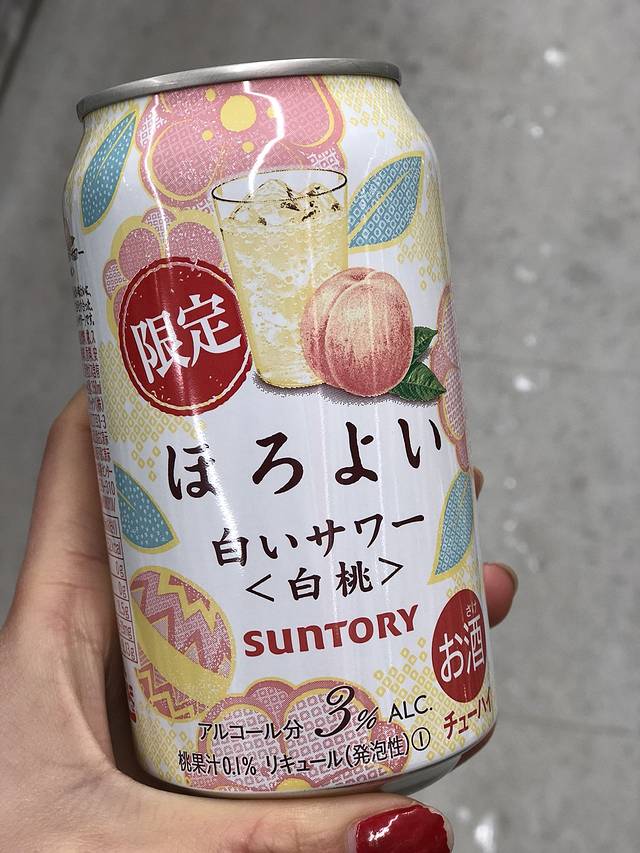 限定
ほろよい
白いサワー
<白桃>
SUNTORY
さけ
お酒
アルコール分 3% ALC.
チューハイ
桃果汁0.1% リキュール(発泡性)①